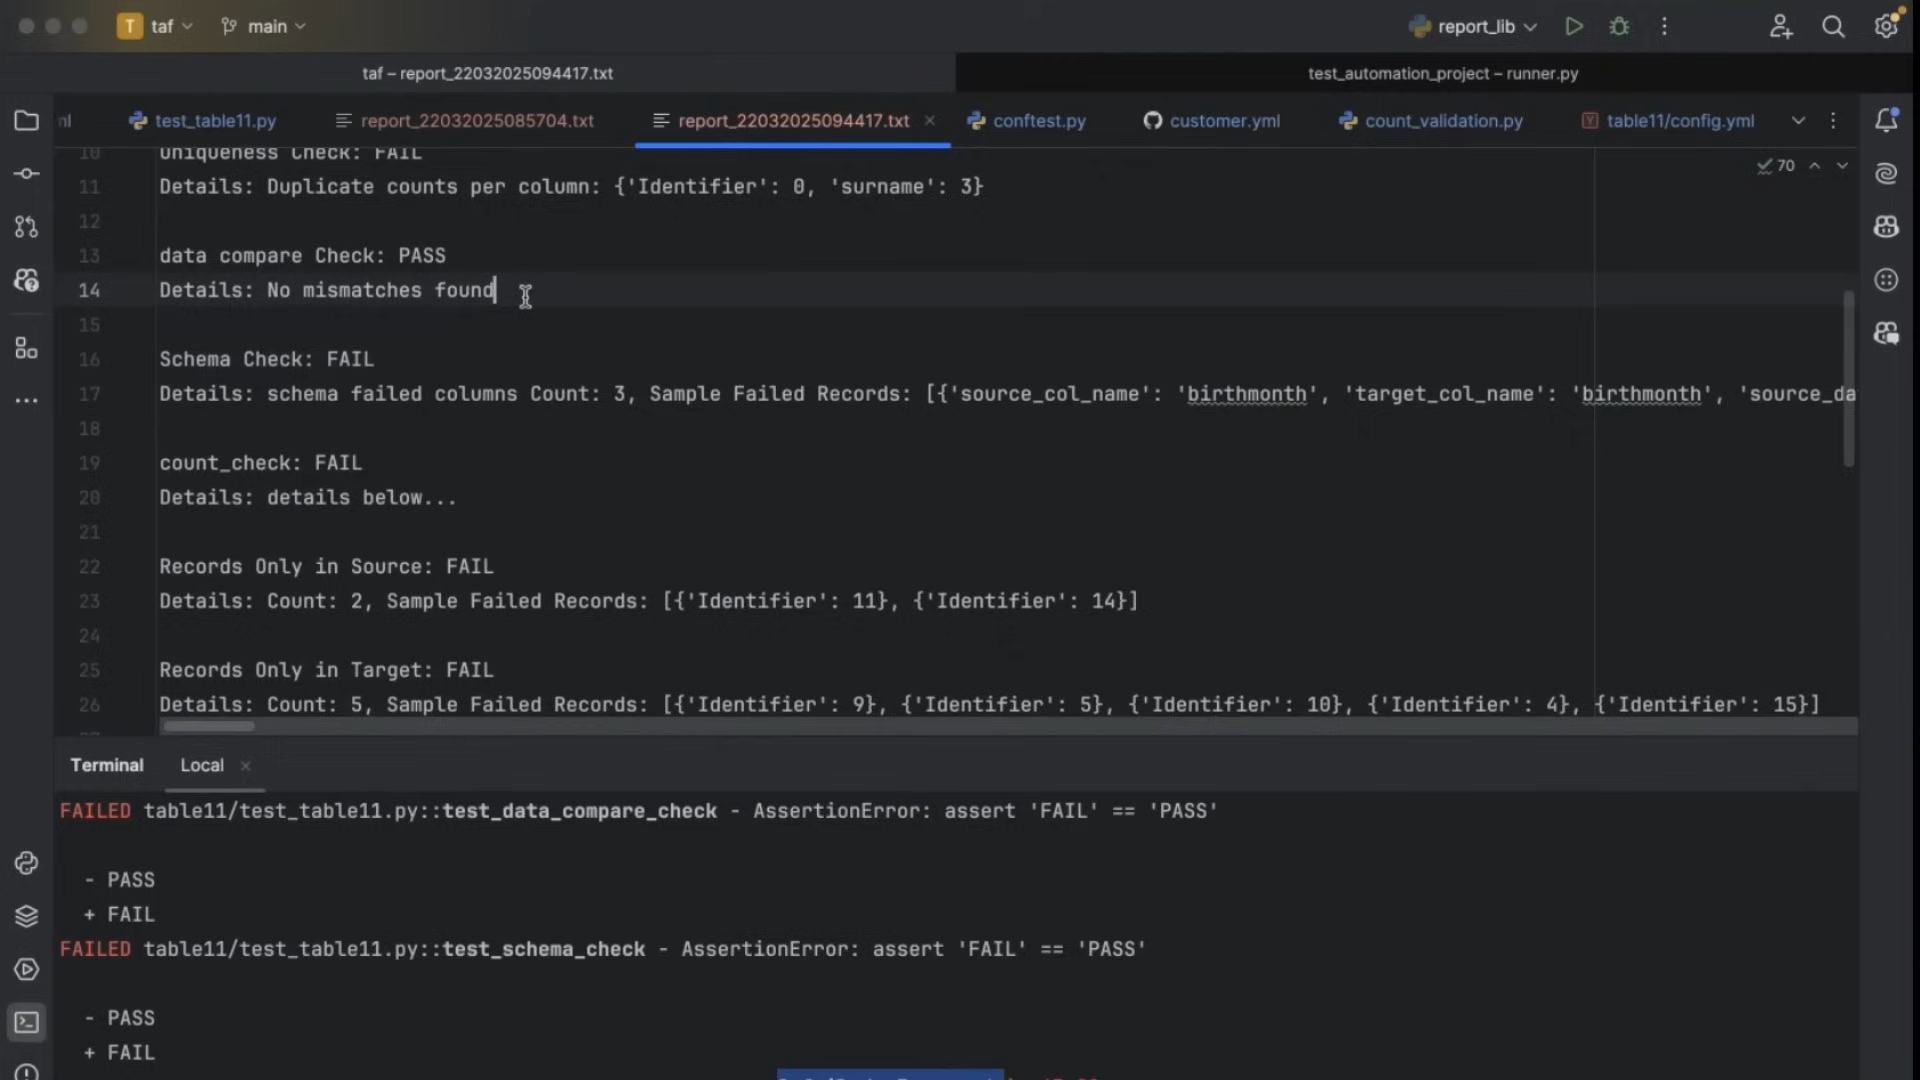 T taf main report_lib
taf – report_22032025094417.txt test_automation_project – runner.py
ml test_table11.py report_22032025085704.txt report_22032025094417.txt conftest.py customer.yml count_validation.py table11/config.yml
10 Uniqueness Check: FAIL
70
11 Details: Duplicate counts per column: {'Identifier': 0, 'surname': 3}
12
13 data compare Check: PASS
14 Details: No mismatches found
15
16 Schema Check: FAIL
17 Details: schema failed columns Count: 3, Sample Failed Records: [{'source_col_name': 'birthmonth', 'target_col_name': 'birthmonth', 'source_da
18
19 count_check: FAIL
20 Details: details below...
21
22 Records Only in Source: FAIL
23 Details: Count: 2, Sample Failed Records: [{'Identifier': 11}, {'Identifier': 14}]
24
25 Records Only in Target: FAIL
26 Details: Count: 5, Sample Failed Records: [{'Identifier': 9}, {'Identifier': 5}, {'Identifier': 10}, {'Identifier': 4}, {'Identifier': 15}]
Terminal Local
FAILED table11/test_table11.py::test_data_compare_check - AssertionError: assert 'FAIL' == 'PASS'
- PASS
+ FAIL
FAILED table11/test_table11.py::test_schema_check - AssertionError: assert 'FAIL' == 'PASS'
- PASS
+ FAIL